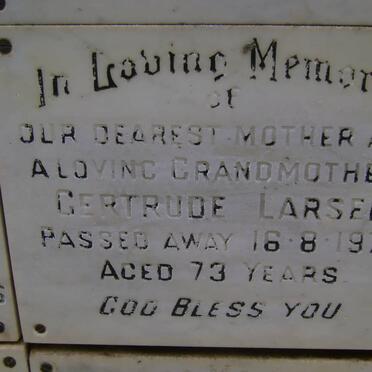 In Loving Memor
of
OUR DEAREST MOTHER A
A LOVING GRANDMOTHE
GERTRUDE LARSE
PASSED AWAY 16·8·197
AGED 73 YEARS
GOD BLESS YOU